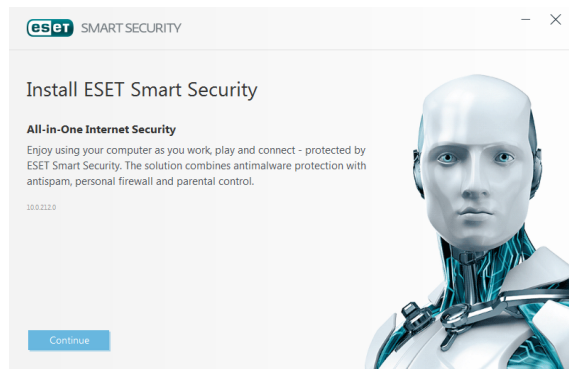 eset SMART SECURITY
Install ESET Smart Security
All-in-One Internet Security
Enjoy using your computer as you work, play and connect - protected by
ESET Smart Security. The solution combines antimalware protection with
antispam, personal firewall and parental control.
10.0.212.0
Continue